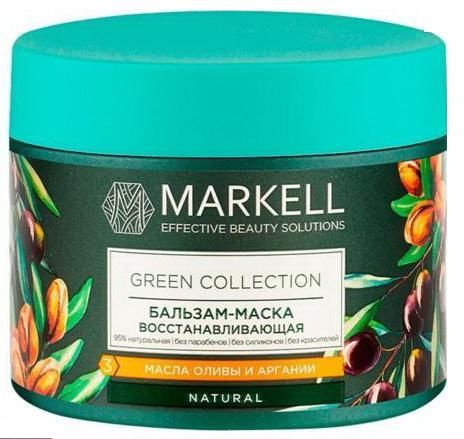 MARKELL
EFFECTIVE BEAUTY SOLUTIONS
GREEN COLLECTION
БАЛЬЗАМ-МАСКА
ВОССТАНАВЛИВАЮЩАЯ
95% натуральная | без парабенов | без силиконов | без красителей
3 МАСЛА ОЛИВЫ И АРГАНИИ
NATURAL